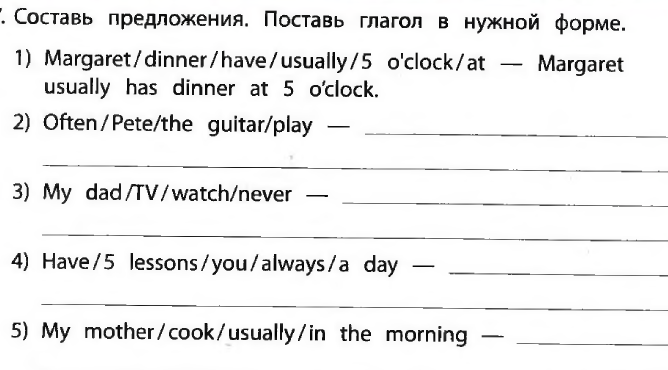 . Составь предложения. Поставь глагол в нужной форме.
1) Margaret/dinner/have/usually/5 o'clock/at — Margaret
usually has dinner at 5 o'clock.
2) Often/Pete/the guitar/play — 
3) My dad/TV/watch/never — 
4) Have/5 lessons/you/always/a day — 
5) My mother/cook/usually/in the morning —